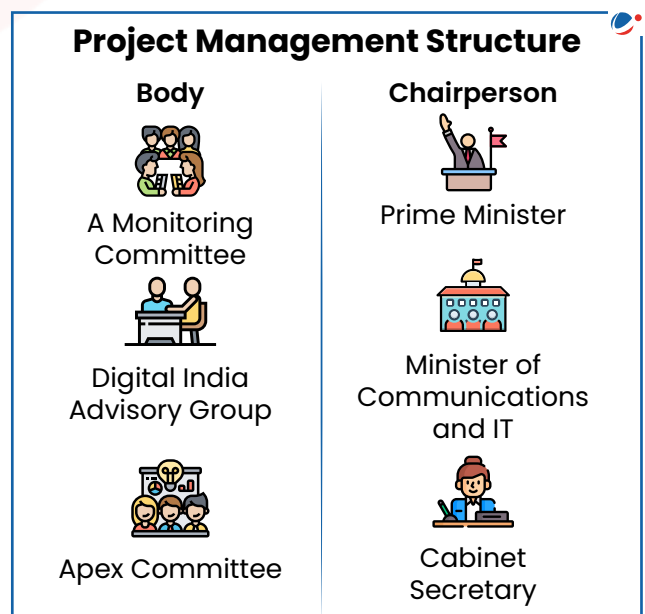 Project Management Structure
Body
Chairperson
A Monitoring
Committee
Prime Minister
Digital India
Advisory Group
Minister of
Communications
and IT
Apex Committee
Cabinet
Secretary